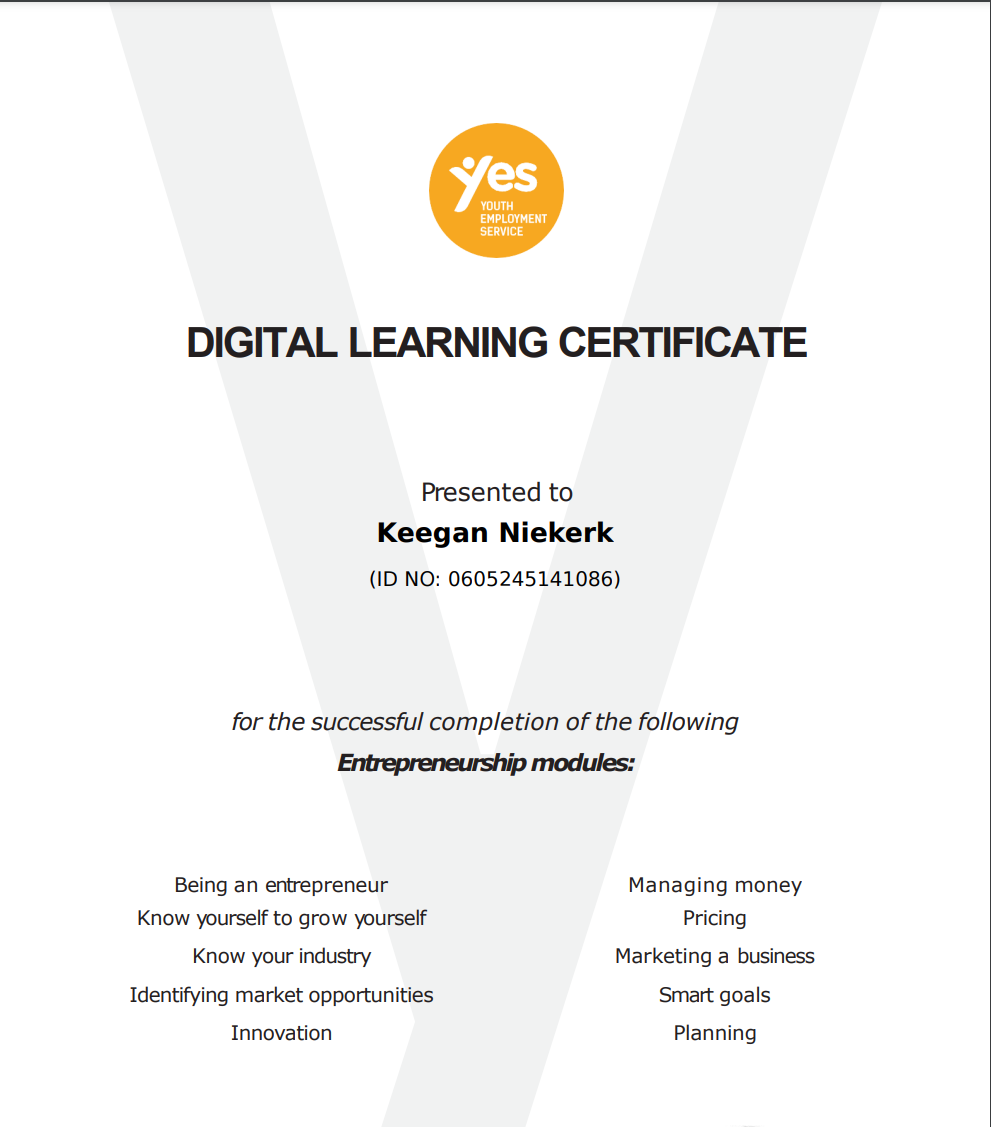 yes
YOUTH
EMPLOYMENT
SERVICE
DIGITAL LEARNING CERTIFICATE
Presented to
Keegan Niekerk
(ID NO: 0605245141086)
for the successful completion of the following
Entrepreneurship modules:
Being an entrepreneur
Know yourself to grow yourself
Know your industry
Identifying market opportunities
Innovation
Managing money
Pricing
Marketing a business
Smart goals
Planning